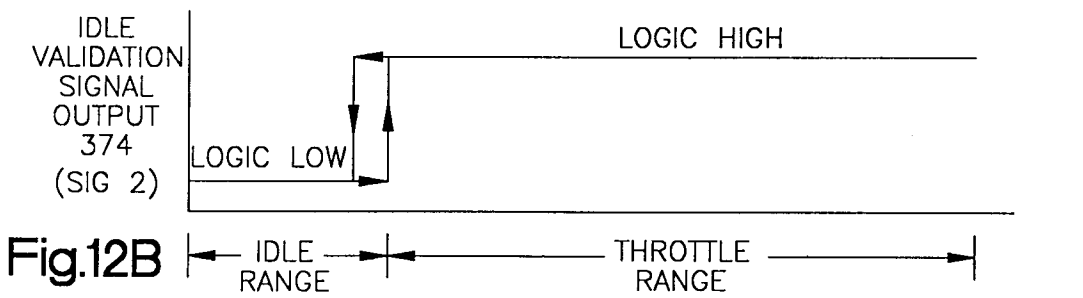 IDLE
VALIDATION
SIGNAL
OUTPUT
374
(SIG 2)
LOGIC HIGH
LOGIC LOW
Fig.12B
IDLE
RANGE
THROTTLE
RANGE